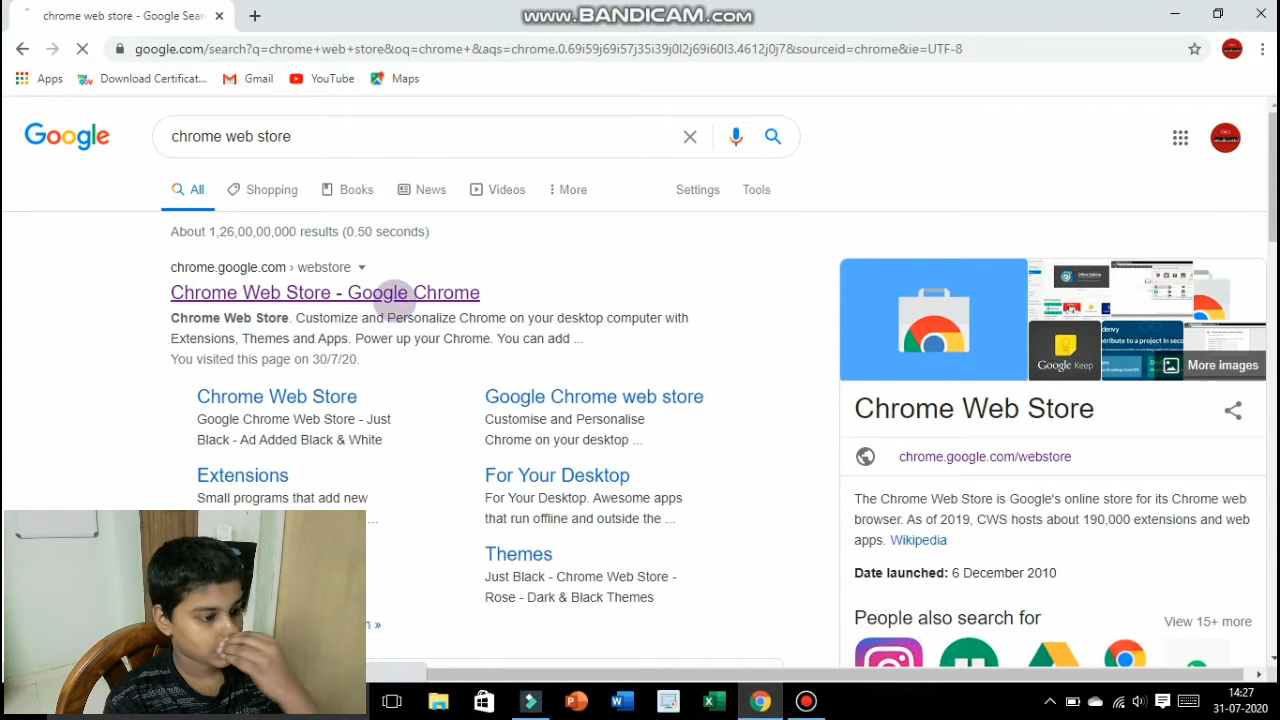 chrome web store - Google Sear
www.BANDICAM.com
google.com/search?q=chrome+web+store&oq=chrome+&aqs=chrome.0.69i59j69i57j35i39j0l2j69i60l3.4612j0j7&sourceid=chrome&ie=UTF-8
Apps
Download Certificat...
Gmail
YouTube
Maps
Google
chrome web store
All
Shopping
Books
News
Videos
More
Settings
Tools
About 1,26,00,00,000 results (0.50 seconds)
chrome.google.com › webstore
Chrome Web Store - Google Chrome
Chrome Web Store. Customize and Personalize Chrome on your desktop computer with
Extensions, Themes and Apps. Power up your Chrome. You can add ...
You visited this page on 30/7/20.
Chrome Web Store
Google Chrome Web Store - Just
Black - Ad Added Black & White
Google Chrome web store
Customise and Personalise
Chrome on your desktop ...
Extensions
Small programs that add new
...
For Your Desktop
For Your Desktop. Awesome apps
that run offline and outside the ...
Themes
Just Black - Chrome Web Store -
Rose - Dark & Black Themes
»
Google Keep
More images
Chrome Web Store
chrome.google.com/webstore
The Chrome Web Store is Google's online store for its Chrome web
browser. As of 2019, CWS hosts about 190,000 extensions and web
apps. Wikipedia
Date launched: 6 December 2010
People also search for
View 15+ more
14:27
31-07-2020